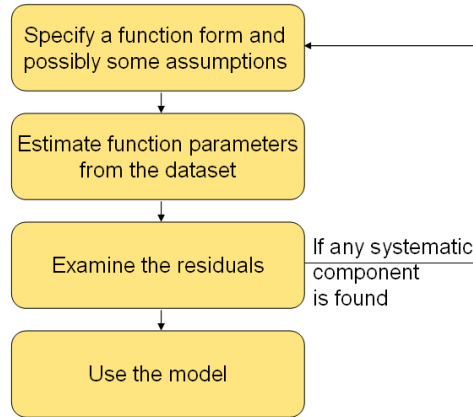 Specify a function form and
possibly some assumptions
Estimate function parameters
from the dataset
Examine the residuals
If any systematic
component
is found
Use the model